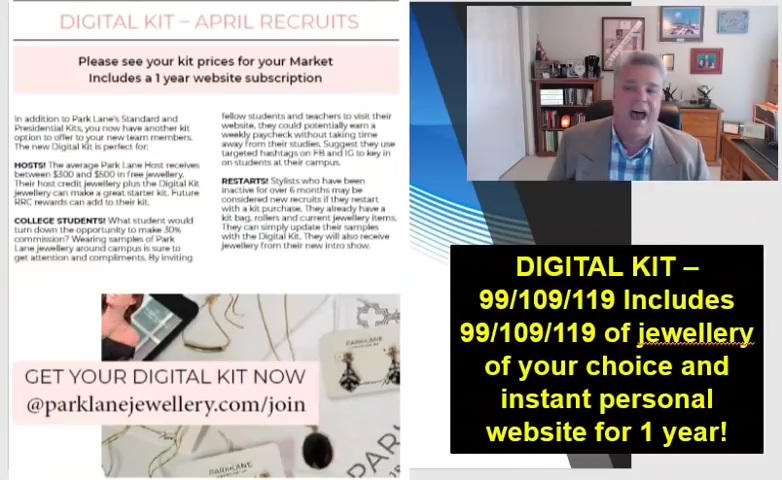 DIGITAL KIT – APRIL RECRUITS
Please see your kit prices for your Market
Includes a 1 year website subscription
In addition to Park Lane's Standard and
Presidential Kits, you now have another kit
option to offer to your new team members.
The new Digital Kit is perfect for:
HOSTS! The average Park Lane Host receives
between $300 and $500 in free jewellery.
Their host credit jewellery plus the Digital Kit
jewellery can make a great starter kit. Future
RRC rewards can add to their kit.
COLLEGE STUDENTS! What student would
turn down the opportunity to make 30%
commission? Wearing samples of Park
Lane jewellery around campus is sure to
get attention and compliments. By inviting
fellow students and teachers to visit their
website, they could potentially earn a
weekly paycheck without taking time
away from their studies. Suggest they use
targeted hashtags on FB and IG to key in
on students at their campus.
RESTARTS! Stylists who have been
inactive for over 6 months may be
considered new recruits if they restart
with a kit purchase. They already have a
kit bag, rollers and current jewellery items.
They can simply update their samples
with the Digital Kit. They will also receive
jewellery from their new intro show.
GET YOUR DIGITAL KIT NOW
@parklanejewellery.com/join
PARKLANE
PARKLANE
PAR
DIGITAL KIT –
99/109/119 Includes
99/109/119 of jewellery
of your choice and
instant personal
website for 1 year!